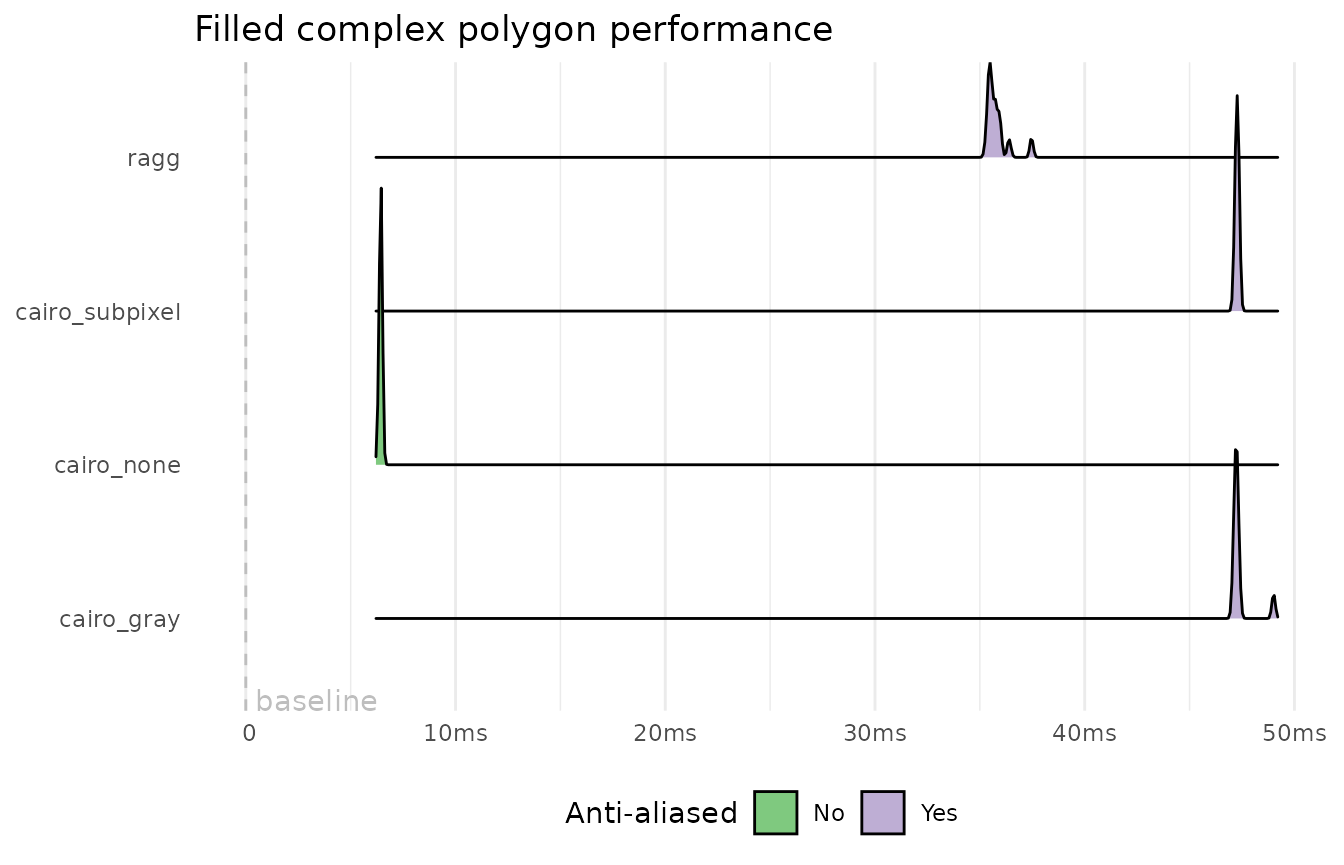 Filled complex polygon performance
ragg
cairo_subpixel
cairo_none
cairo_gray
baseline
0 10ms 20ms 30ms 40ms 50ms
Anti-aliased No Yes